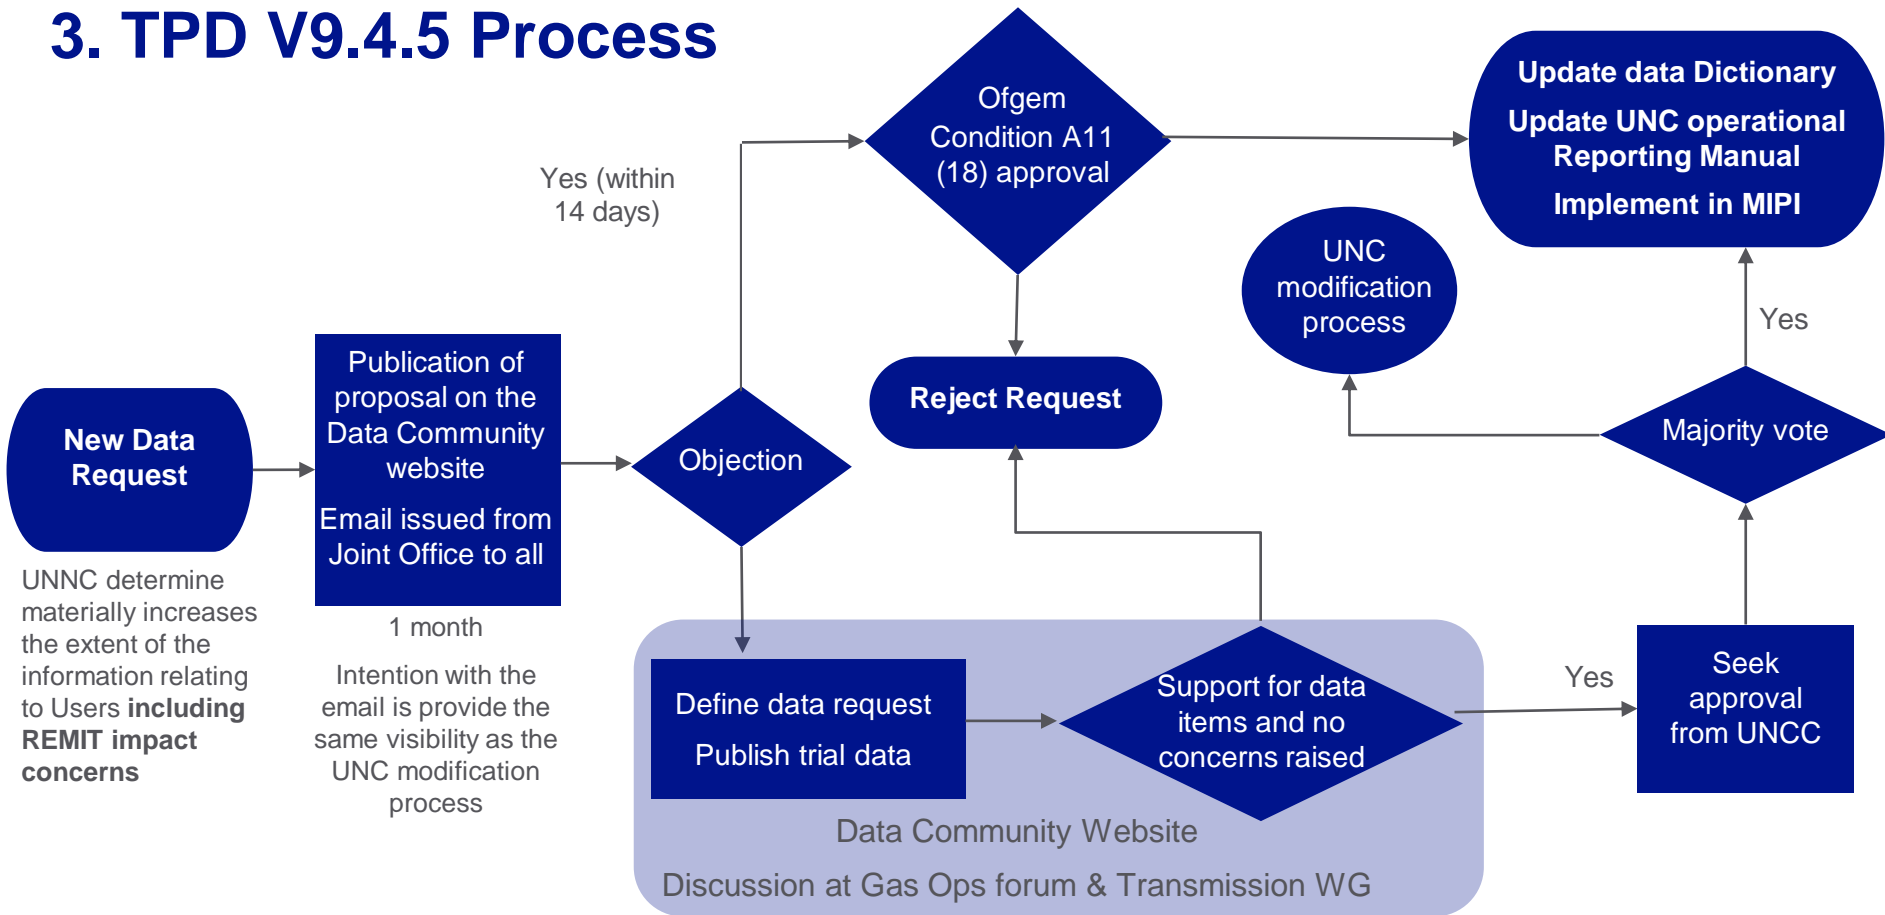 3. TPD V9.4.5 Process
New Data
Request
UNNC determine
materially increases
the extent of the
information relating
to Users including
REMIT impact
concerns
Publication of
proposal on the
Data Community
website
Email issued from
Joint Office to all
1 month
Intention with the
email is provide the
same visibility as the
UNC modification
process
Objection
Yes (within
14 days)
Ofgem
Condition A11
(18) approval
Reject Request
Define data request
Publish trial data
Support for data
items and no
concerns raised
Data Community Website
Discussion at Gas Ops forum & Transmission WG
Yes
Seek
approval
from UNCC
Majority vote
Yes
UNC
modification
process
Update data Dictionary
Update UNC operational
Reporting Manual
Implement in MIPI